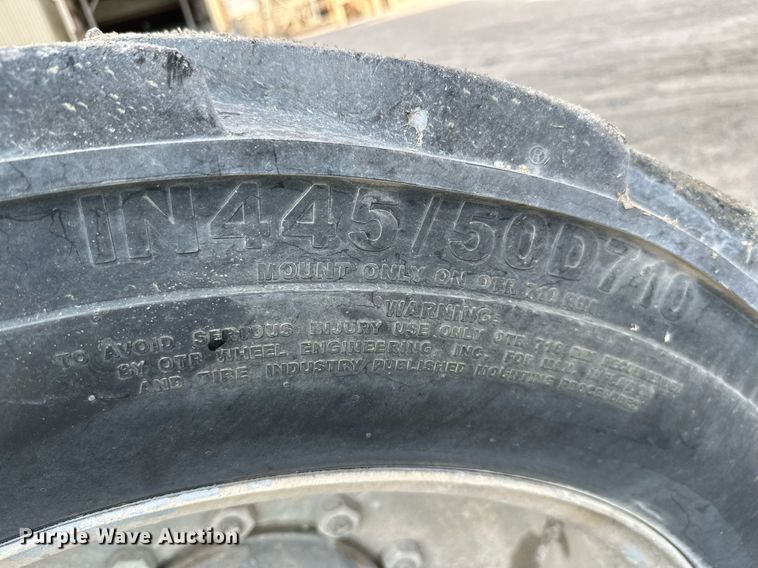 ®
IN445/50D710
MOUNT ONLY ON OTR 710 RIM
WARNING:
TO AVOID SERIOUS INJURY USE ONLY OTR 710 RIM
BY OTR WHEEL ENGINEERING, INC. FOR
AND TIRE INDUSTRY PUBLISHED MOUNTING PROCEDURES
Purple Wave Auction